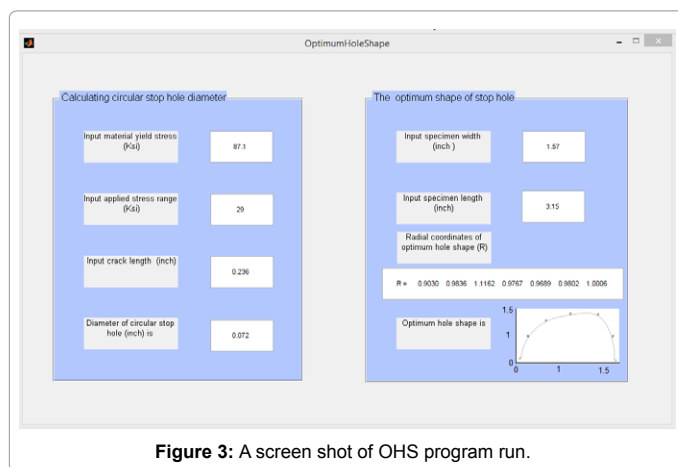 OptimumHoleShape
Calculating circular stop hole diameter
Input material yield stress
(Ksi)
87.1
Input applied stress range
(Ksi)
29
Input crack length (inch)
0.236
Diameter of circular stop
hole (inch) is
0.072
The optimum shape of stop hole
Input specimen width
(inch )
1.57
Input specimen length
(inch)
3.15
Radial coordinates of
optimum hole shape (R)
R = 0.9030 0.9836 1.1162 0.9767 0.9689 0.9802 1.0006
Optimum hole shape is
1.5
1
0
0 1 1.5
Figure 3: A screen shot of OHS program run.